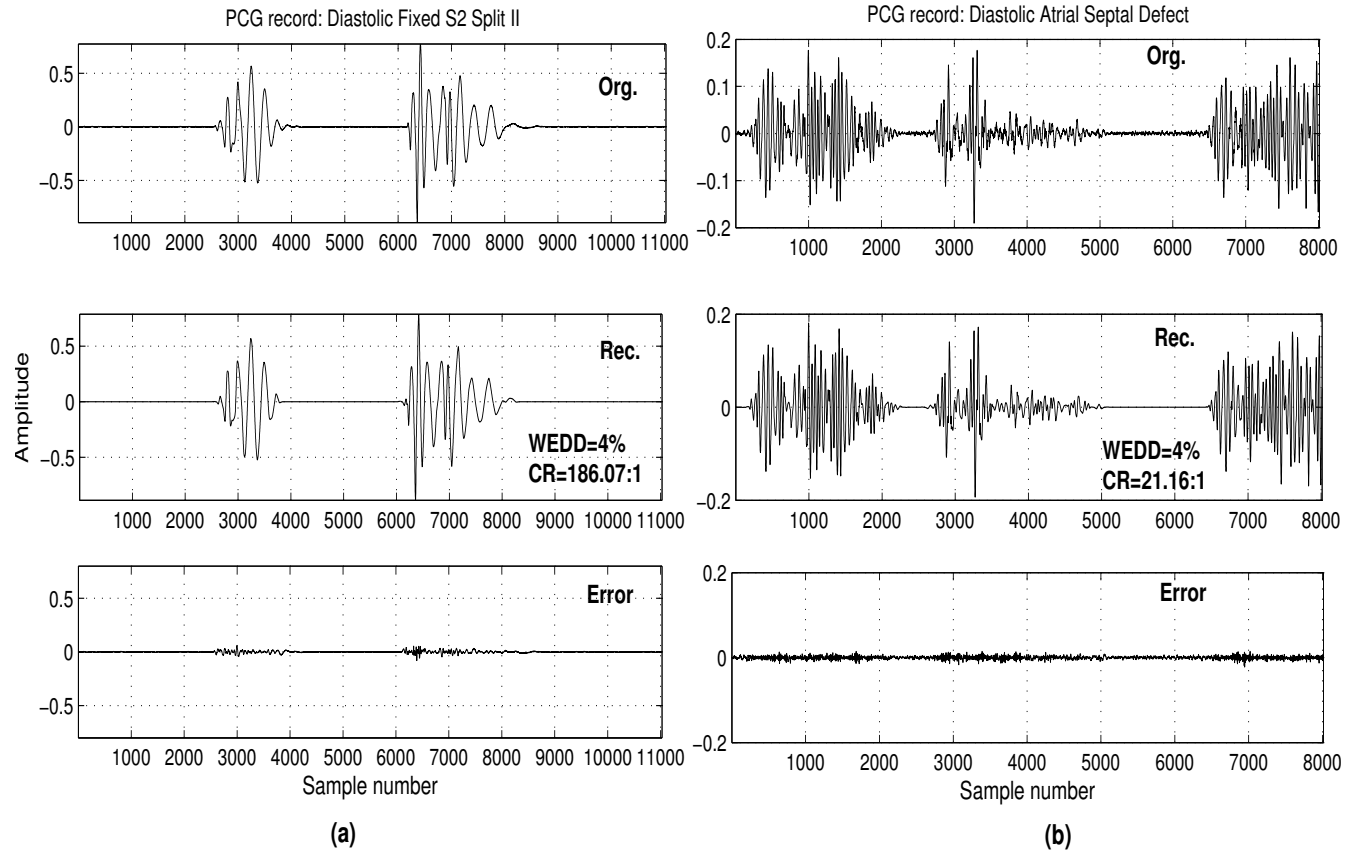 PCG record: Diastolic Fixed S2 Split II
Org.
0.5
0
−0.5
1000 2000 3000 4000 5000 6000 7000 8000 9000 10000 11000
Rec.
0.5
0
−0.5
Amplitude
WEDD=4%
CR=186.07:1
1000 2000 3000 4000 5000 6000 7000 8000 9000 10000 11000
Error
0.5
0
−0.5
1000 2000 3000 4000 5000 6000 7000 8000 9000 10000 11000
Sample number
(a)
PCG record: Diastolic Atrial Septal Defect
0.2
Org.
0.1
0
−0.1
−0.2
1000 2000 3000 4000 5000 6000 7000 8000
0.2
Rec.
0
WEDD=4%
CR=21.16:1
−0.2
1000 2000 3000 4000 5000 6000 7000 8000
0.2
Error
0
−0.2
1000 2000 3000 4000 5000 6000 7000 8000
Sample number
(b)